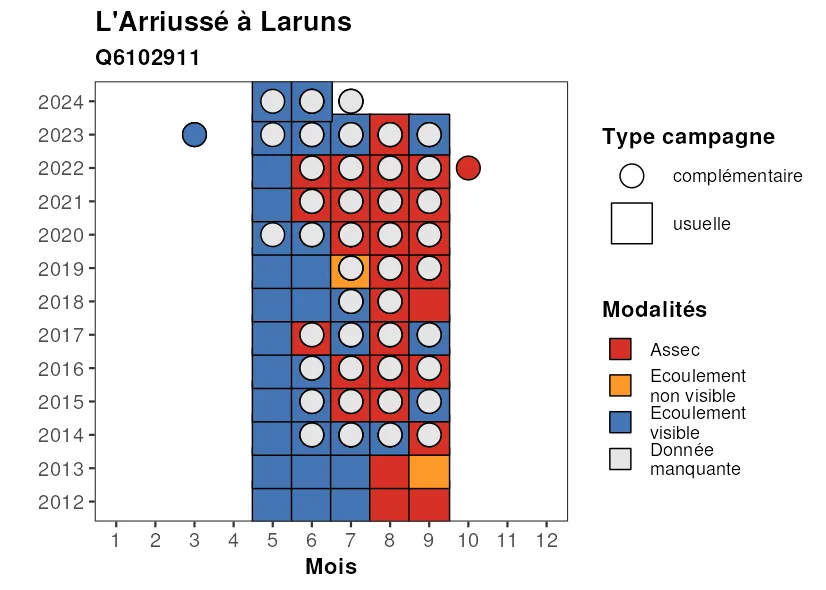 L'Arriussé à Laruns
Q6102911
2024
2023
2022
2021
2020
2019
2018
2017
2016
2015
2014
2013
2012
1 2 3 4 5 6 7 8 9 10 11 12
Mois
Type campagne
complémentaire
usuelle
Modalités
Assec
Ecoulement
non visible
Ecoulement
visible
Donnée
manquante